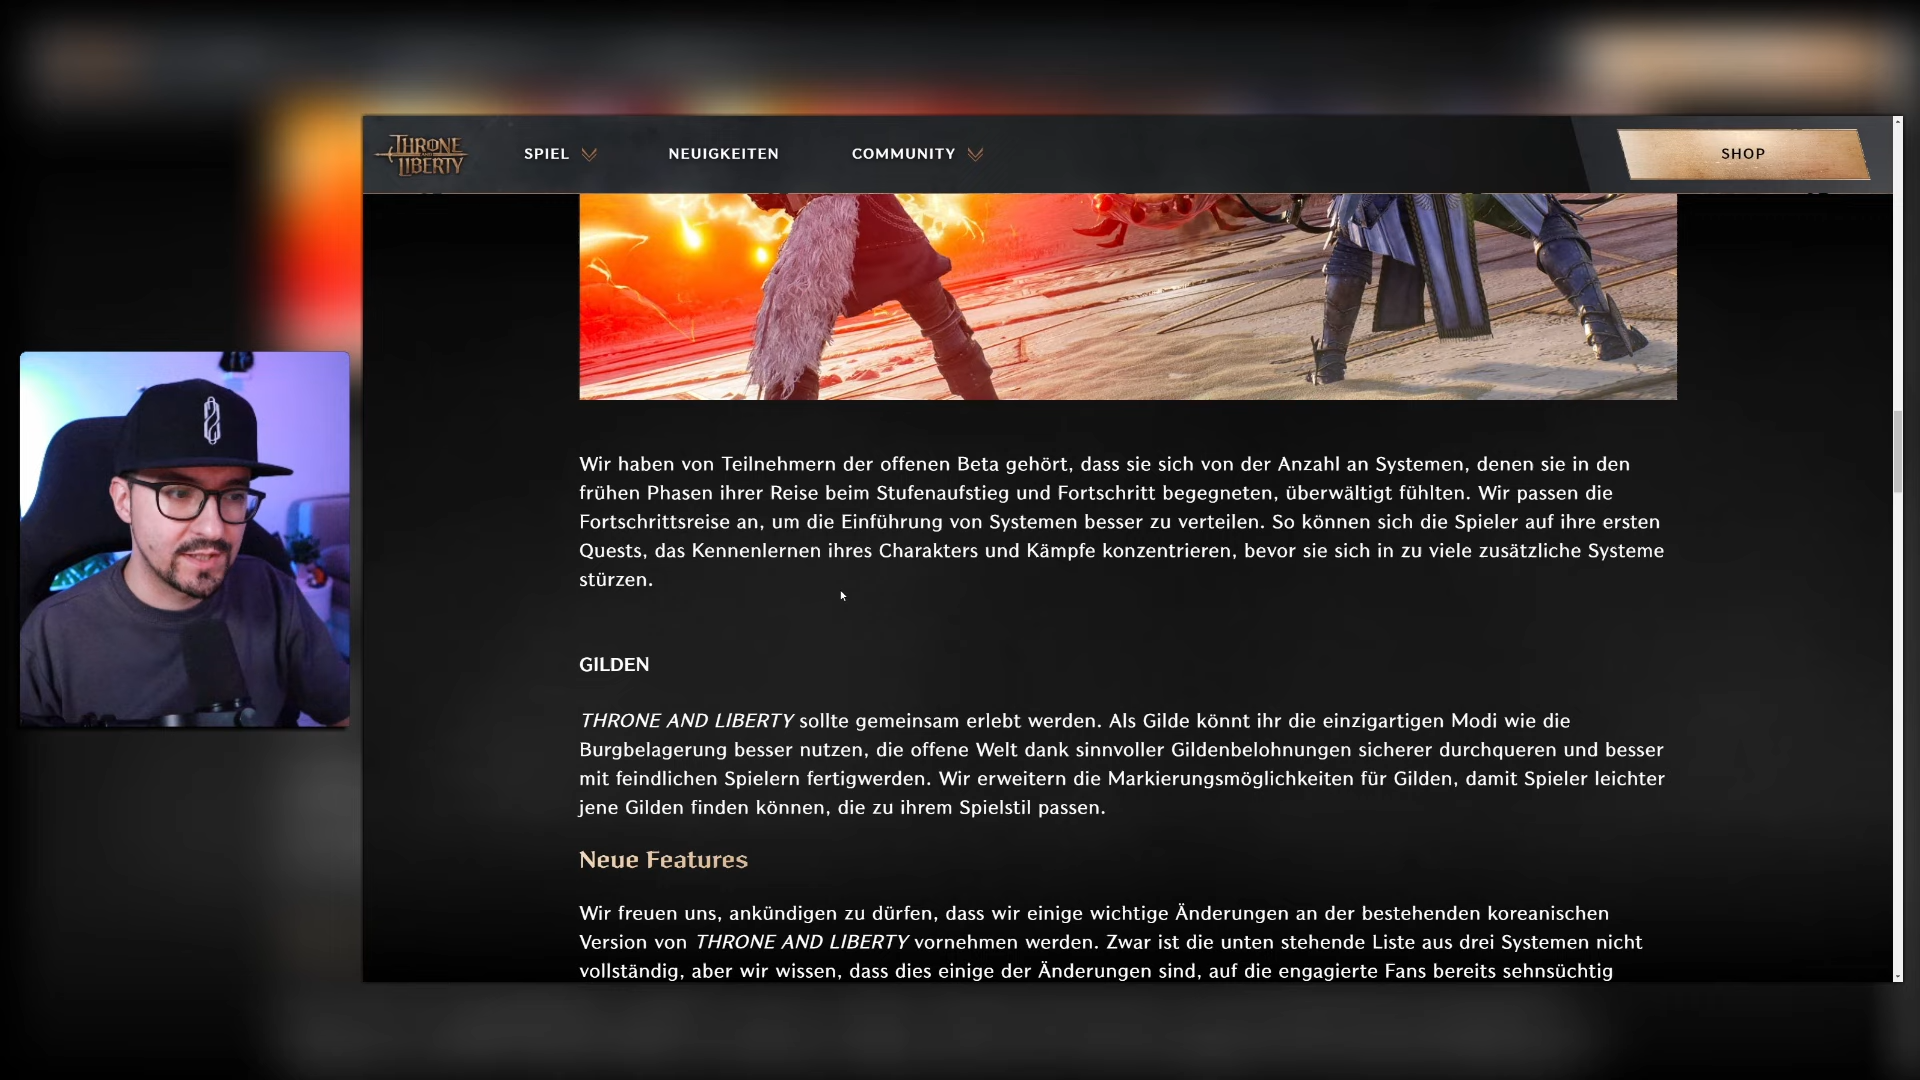 THRONE AND LIBERTY
SPIEL
NEUIGKEITEN
COMMUNITY
SHOP
Wir haben von Teilnehmern der offenen Beta gehört, dass sie sich von der Anzahl an Systemen, denen sie in den
frühen Phasen ihrer Reise beim Stufenaufstieg und Fortschritt begegneten, überwältigt fühlten. Wir passen die
Fortschrittsreise an, um die Einführung von Systemen besser zu verteilen. So können sich die Spieler auf ihre ersten
Quests, das Kennenlernen ihres Charakters und Kämpfe konzentrieren, bevor sie sich in zu viele zusätzliche Systeme
stürzen.
GILDEN
THRONE AND LIBERTY sollte gemeinsam erlebt werden. Als Gilde könnt ihr die einzigartigen Modi wie die
Burgbelagerung besser nutzen, die offene Welt dank sinnvoller Gildenbelohnungen sicherer durchqueren und besser
mit feindlichen Spielern fertigwerden. Wir erweitern die Markierungsmöglichkeiten für Gilden, damit Spieler leichter
jene Gilden finden können, die zu ihrem Spielstil passen.
Neue Features
Wir freuen uns, ankündigen zu dürfen, dass wir einige wichtige Änderungen an der bestehenden koreanischen
Version von THRONE AND LIBERTY vornehmen werden. Zwar ist die unten stehende Liste aus drei Systemen nicht
vollständig, aber wir wissen, dass dies einige der Änderungen sind, auf die engagierte Fans bereits sehnsüchtig